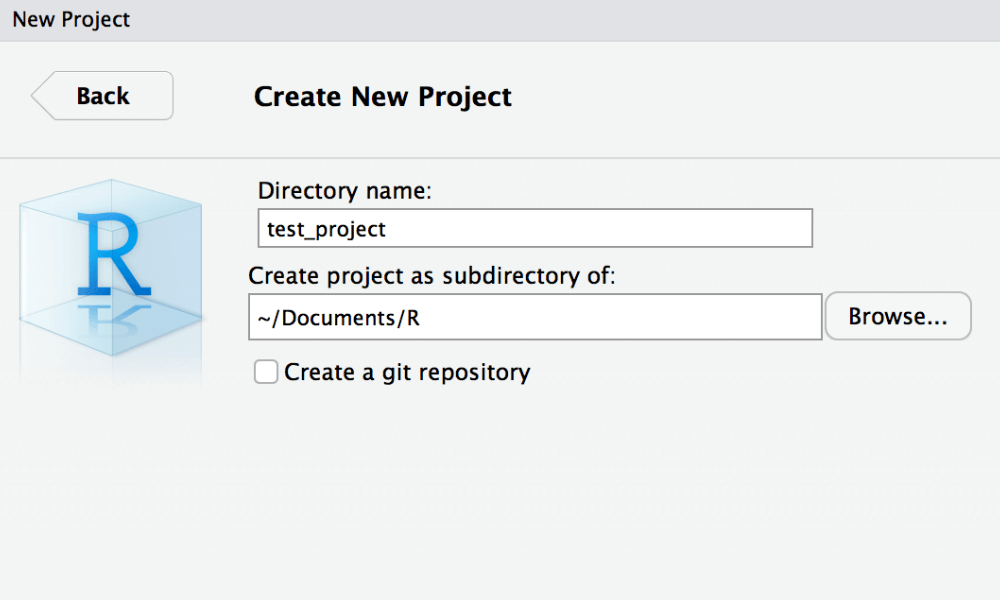 New Project
Back
Create New Project
R
Directory name:
test_project
Create project as subdirectory of:
~/Documents/R
Browse...
Create a git repository